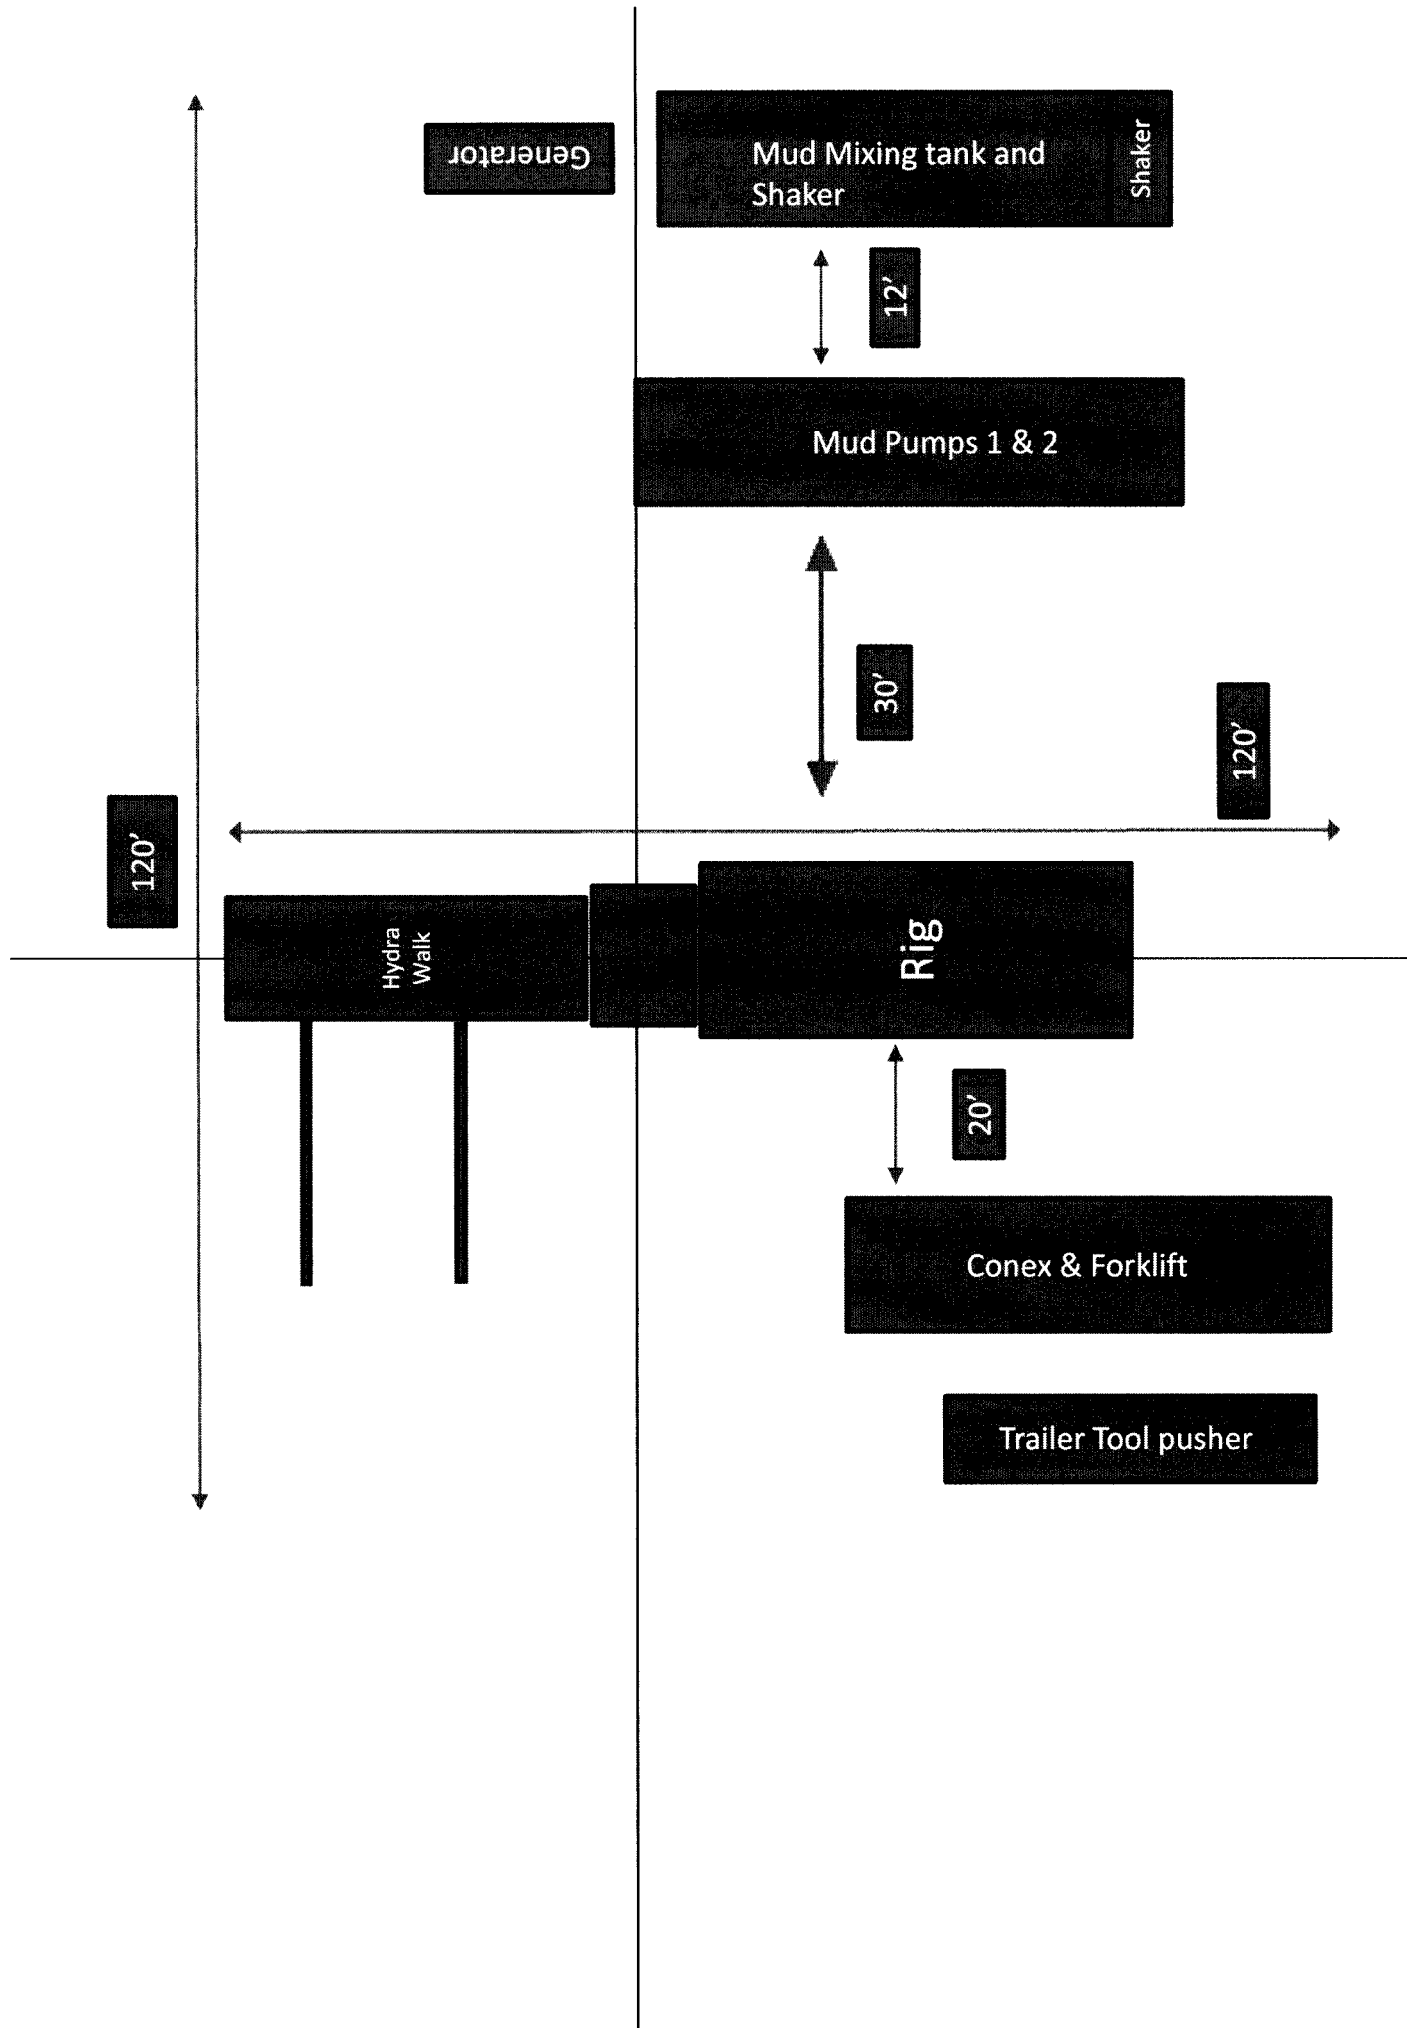 Generator
Mud Mixing tank and
Shaker
Shaker
12’
Mud Pumps 1 & 2
30’
120’
120’
Hydra
Walk
Rig
20’
Conex & Forklift
Trailer Tool pusher